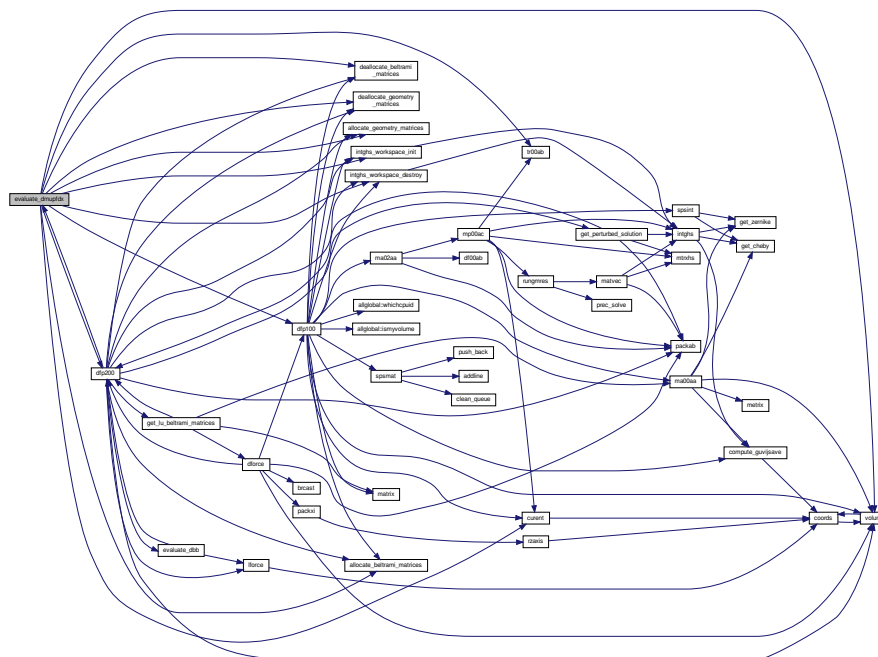 deallocate_beltrami
_matrices
deallocate_geometry
_matrices
allocate_geometry_matrices
intghs_workspace_init
tr00ab
intghs_workspace_destroy
evaluate_dmupfdx
spsint
get_zernike
mp00ac
get_perturbed_solution
intghs
get_cheby
ma02aa
df00ab
mtrxhs
rungmres
matvec
prec_solve
allglobal::whichcpuid
dfp100
allglobal::ismyvolume
packab
push_back
dfp200
spsmat
addline
ma00aa
clean_queue
metrix
get_lu_beltrami_matrices
compute_guvijsave
dforce
brcast
matrix
packxi
curent
coords
volum
rzaxis
evaluate_dbb
lforce
allocate_beltrami_matrices